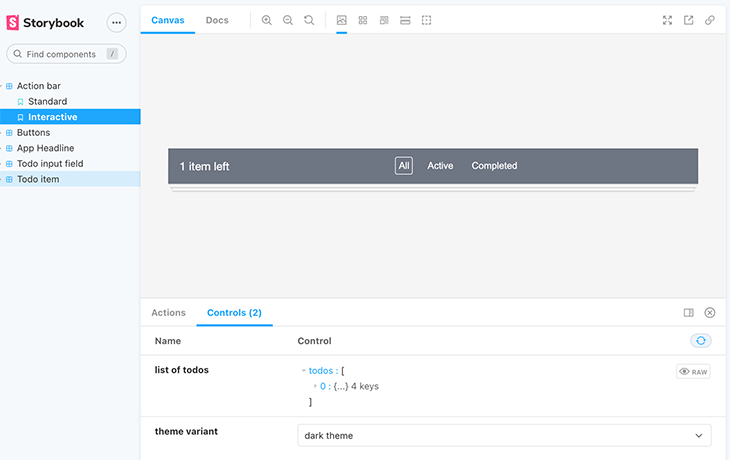 Storybook
Canvas Docs
Find components /
Action bar
Standard
Interactive
Buttons
App Headline
Todo input field
Todo item
1 item left All Active Completed
Actions Controls (2)
Name Control
list of todos todos : [
RAW
0 : {...} 4 keys
]
theme variant dark theme